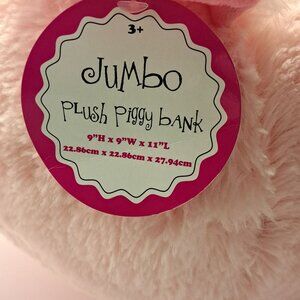 3+
Jumbo
Plush Piggy bank
9"H x 9"W x 11"L
22.86cm x 22.86cm x 27.94cm